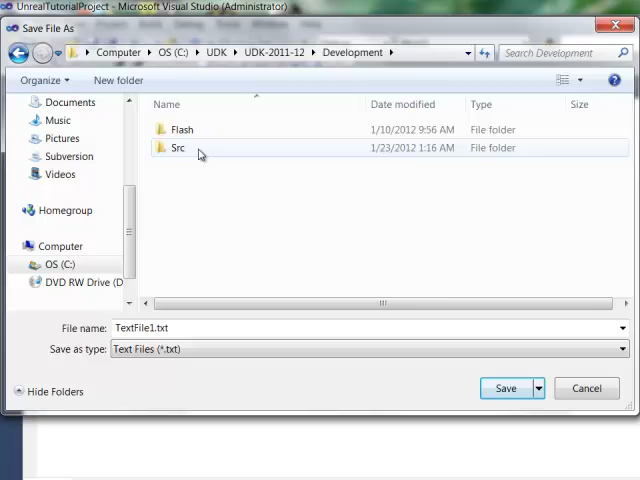 UnrealTutorialProject - Microsoft Visual Studio (Administrator)
Save File As
Computer OS (C:) UDK UDK-2011-12 Development Search Development
Organize New folder
Name Date modified Type Size
Documents
Music
Pictures
Subversion
Videos
Homegroup
Computer
OS (C:)
DVD RW Drive (D
Flash 1/10/2012 9:56 AM File folder
Src 1/23/2012 1:16 AM File folder
File name: TextFile1.txt
Save as type: Text Files (*.txt)
Hide Folders Save Cancel